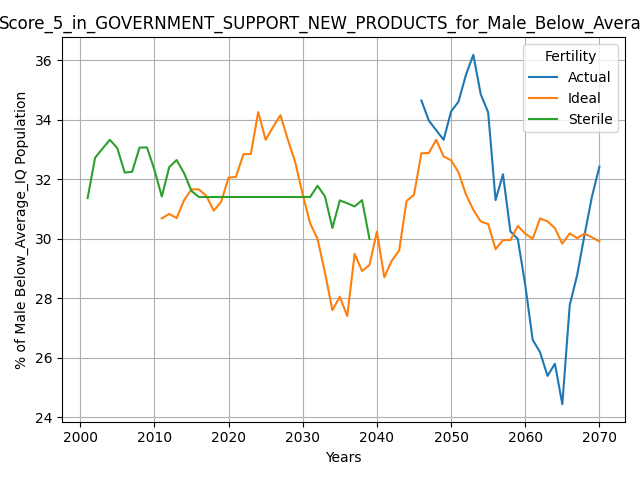 Score_5_in_GOVERNMENT_SUPPORT_NEW_PRODUCTS_for_Male_Below_Avera
Fertility
Actual
Ideal
Sterile
% of Male Below_Average_IQ Population
36
34
32
30
28
26
24
2000 2010 2020 2030 2040 2050 2060 2070
Years